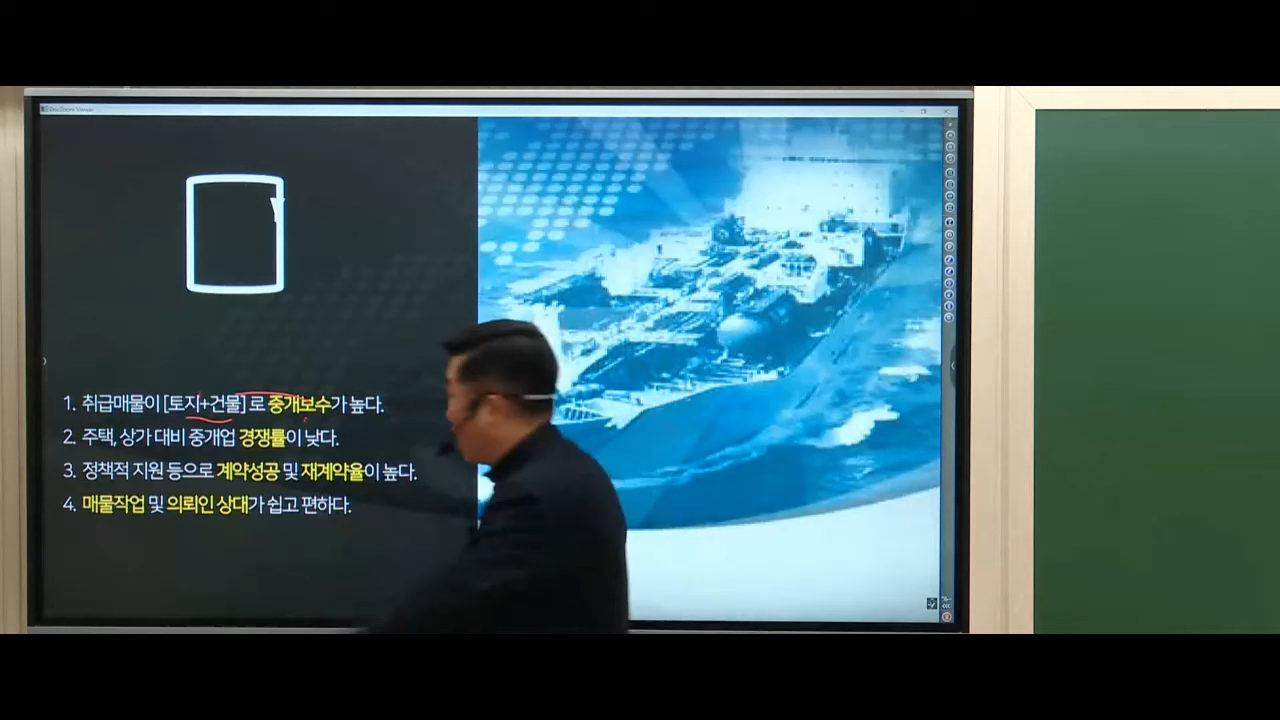 1. 취급매물이 [토지+건물]로 중개보수가 높다.
2. 주택, 상가 대비 중개업 경쟁률이 낮다.
3. 정책적 지원 등으로 계약성공 및 재계약율이 높다.
4. 매물작업 및 의뢰인 상대가 쉽고 편하다.